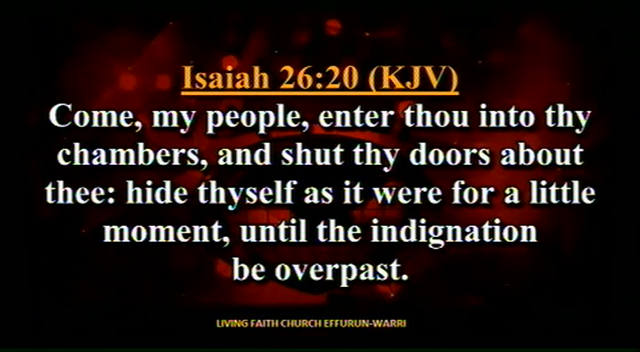 Isaiah 26:20 (KJV)
Come, my people, enter thou into thy
chambers, and shut thy doors about
thee: hide thyself as it were for a little
moment, until the indignation
be overpast.
LIVING FAITH CHURCH EFFURUN-WARRI